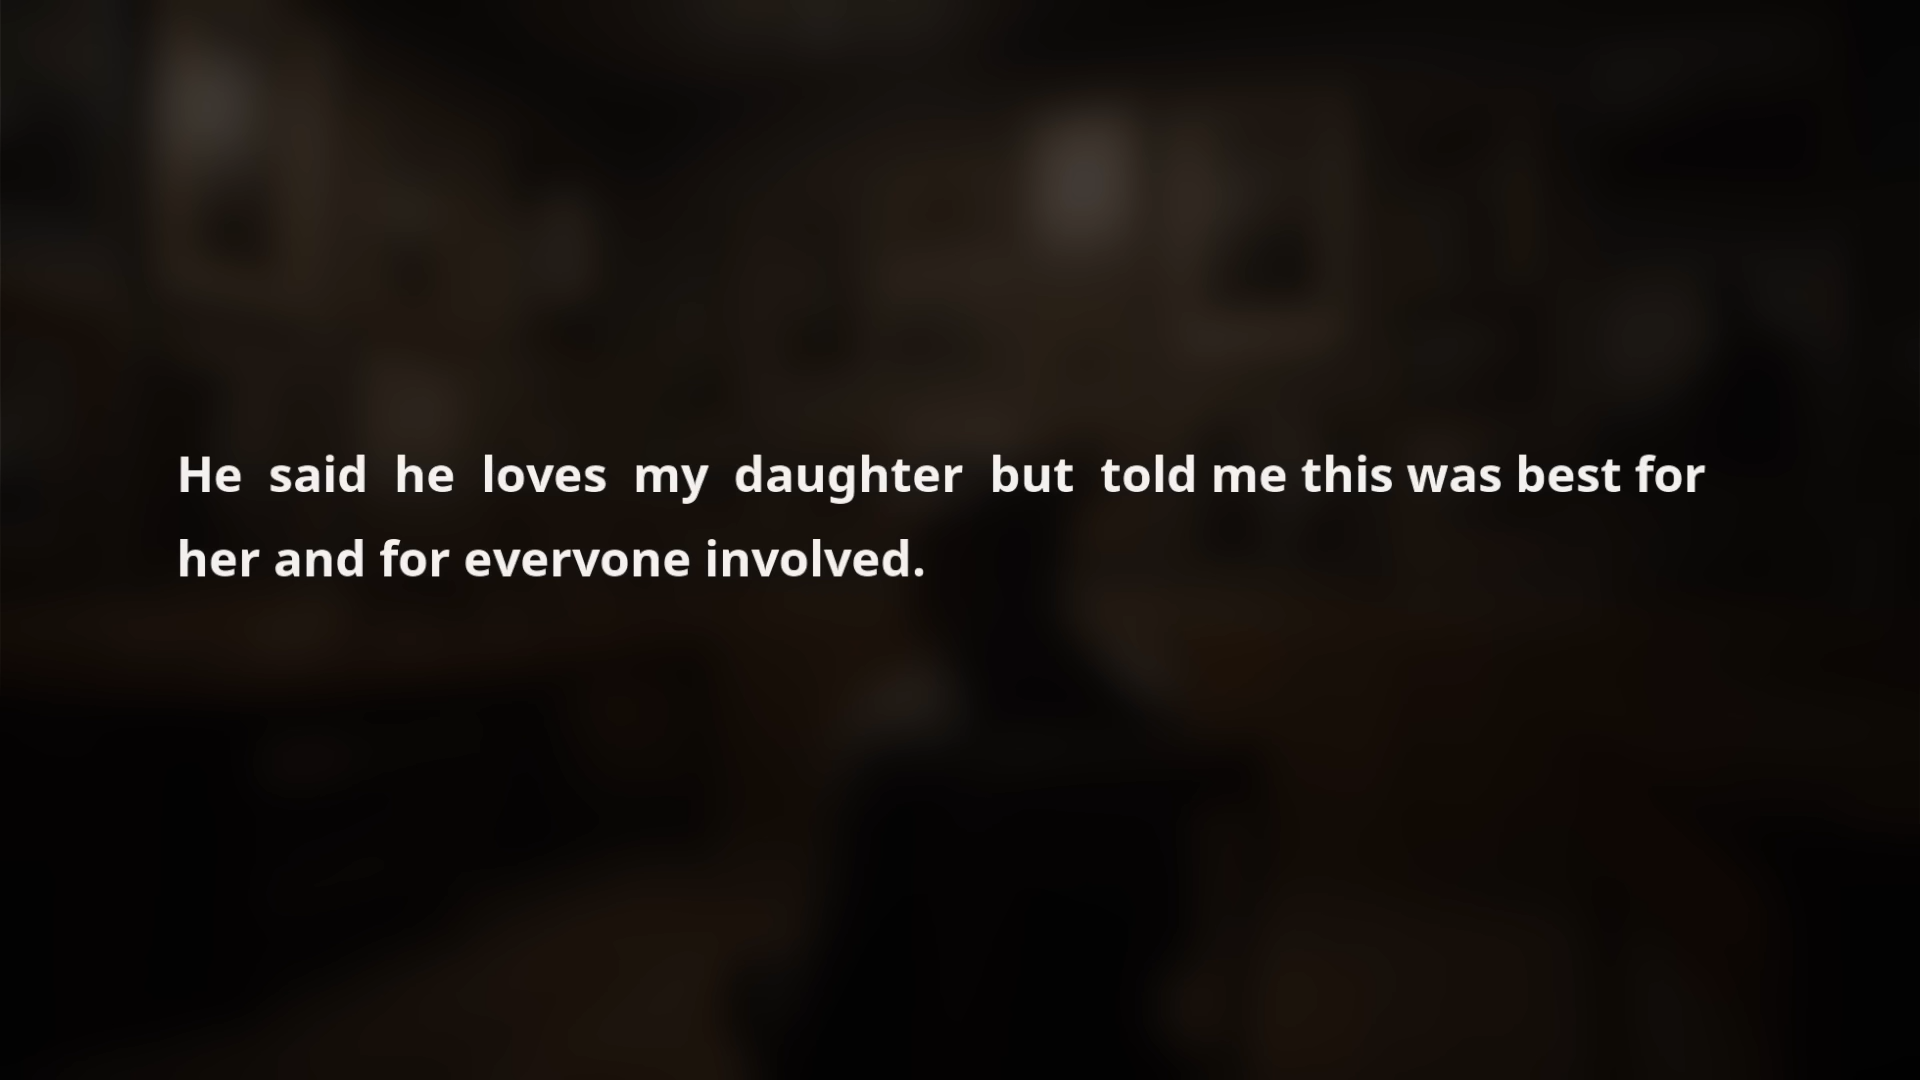 He said he loves my daughter but told me this was best for
her and for evervone involved.